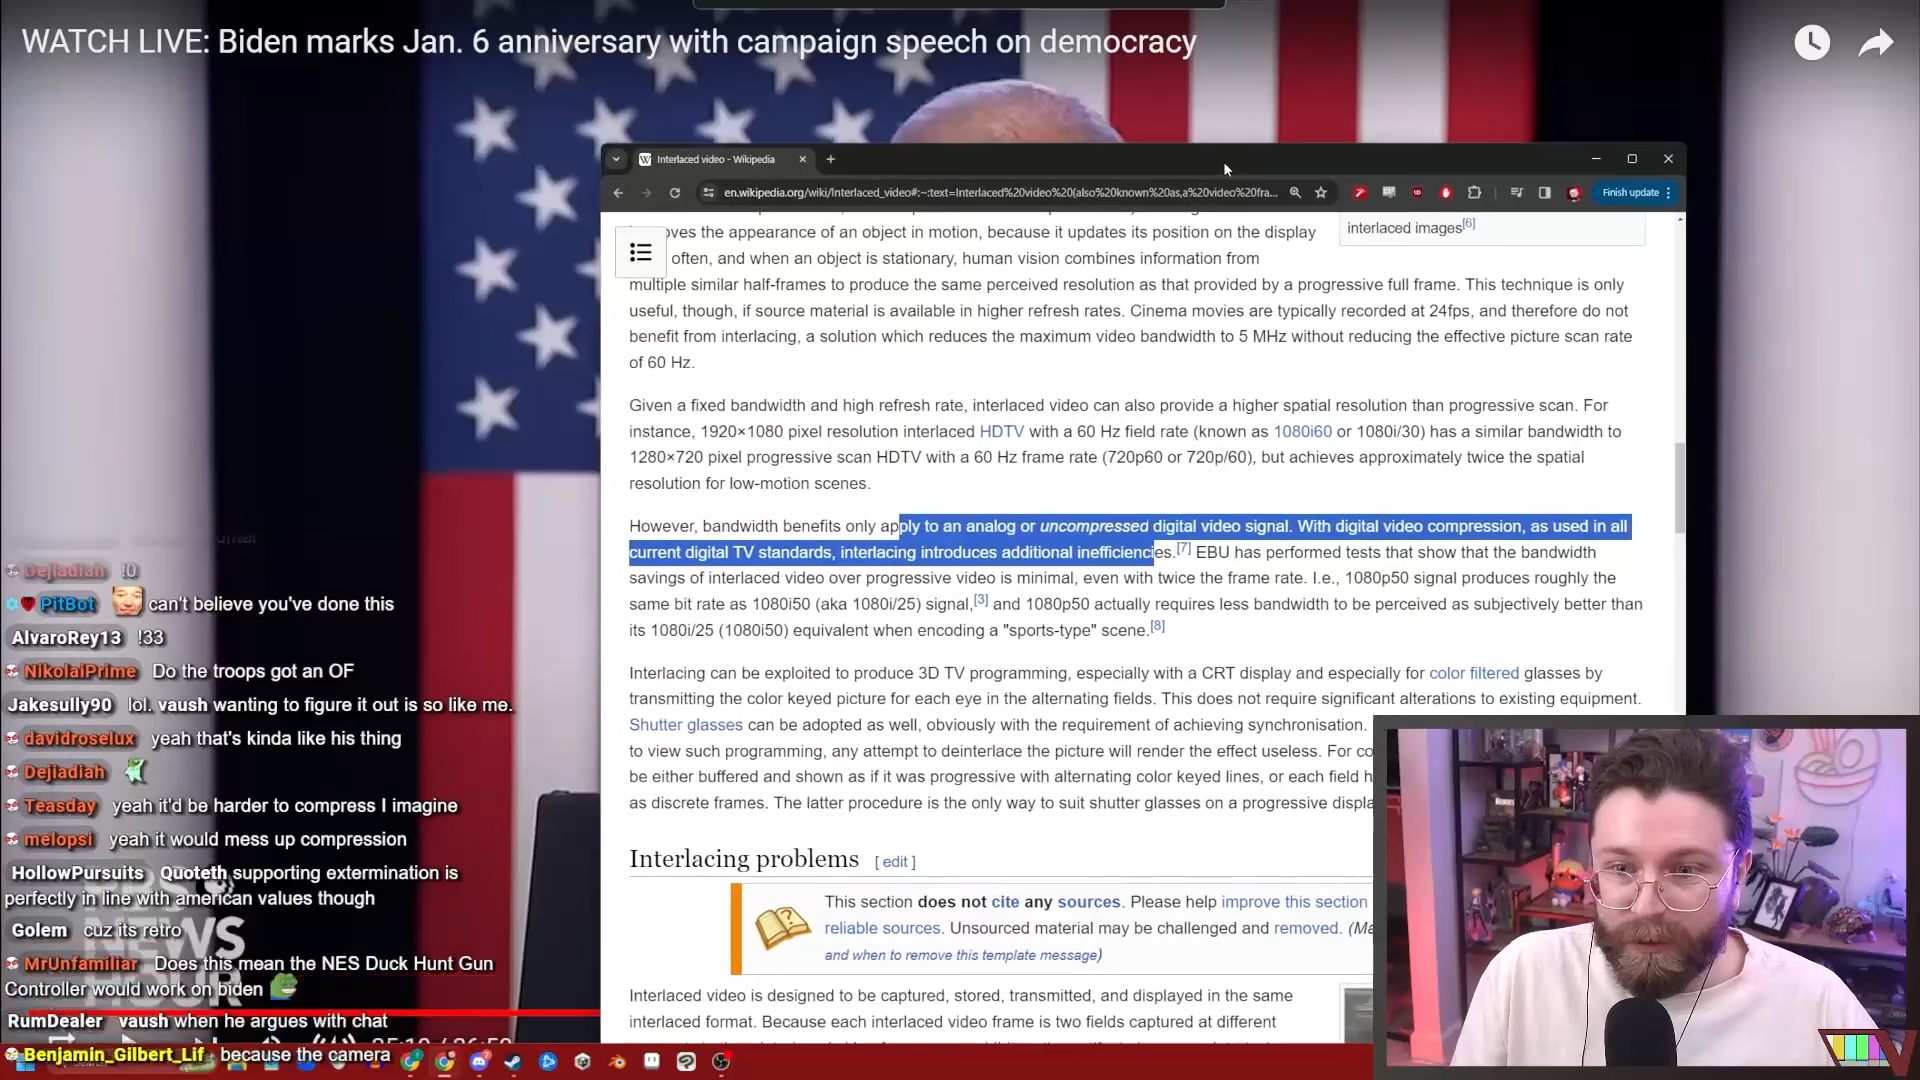 WATCH LIVE: Biden marks Jan. 6 anniversary with campaign speech on democracy
Interlaced video - Wikipedia
en.wikipedia.org/wiki/Interlaced_video#:~:text=Interlaced%20video%20(also%20known%20as,a%20video%20fra...
Finish update
interlaced images[6]
oves the appearance of an object in motion, because it updates its position on the display
often, and when an object is stationary, human vision combines information from
multiple similar half-frames to produce the same perceived resolution as that provided by a progressive full frame. This technique is only
useful, though, if source material is available in higher refresh rates. Cinema movies are typically recorded at 24fps, and therefore do not
benefit from interlacing, a solution which reduces the maximum video bandwidth to 5 MHz without reducing the effective picture scan rate
of 60 Hz.
Given a fixed bandwidth and high refresh rate, interlaced video can also provide a higher spatial resolution than progressive scan. For
instance, 1920×1080 pixel resolution interlaced HDTV with a 60 Hz field rate (known as 1080i60 or 1080i/30) has a similar bandwidth to
1280×720 pixel progressive scan HDTV with a 60 Hz frame rate (720p60 or 720p/60), but achieves approximately twice the spatial
resolution for low-motion scenes.
However, bandwidth benefits only apply to an analog or uncompressed digital video signal. With digital video compression, as used in all
current digital TV standards, interlacing introduces additional inefficiencies.[7] EBU has performed tests that show that the bandwidth
savings of interlaced video over progressive video is minimal, even with twice the frame rate. I.e., 1080p50 signal produces roughly the
same bit rate as 1080i50 (aka 1080i/25) signal,[3] and 1080p50 actually requires less bandwidth to be perceived as subjectively better than
its 1080i/25 (1080i50) equivalent when encoding a "sports-type" scene.[8]
Interlacing can be exploited to produce 3D TV programming, especially with a CRT display and especially for color filtered glasses by
transmitting the color keyed picture for each eye in the alternating fields. This does not require significant alterations to existing equipment.
Shutter glasses can be adopted as well, obviously with the requirement of achieving synchronisation.
to view such programming, any attempt to deinterlace the picture will render the effect useless. For co
be either buffered and shown as if it was progressive with alternating color keyed lines, or each field h
as discrete frames. The latter procedure is the only way to suit shutter glasses on a progressive displa
Interlacing problems [ edit ]
This section does not cite any sources. Please help improve this section
reliable sources. Unsourced material may be challenged and removed. (Ma
and when to remove this template message)
Interlaced video is designed to be captured, stored, transmitted, and displayed in the same
interlaced format. Because each interlaced video frame is two fields captured at different
Dejiadiah !0
PitBot can't believe you've done this
AlvaroRey13 !33
NikolaiPrime Do the troops got an OF
Jakesully90 lol. vaush wanting to figure it out is so like me.
davidroselux yeah that's kinda like his thing
Dejiadiah
Teasday yeah it'd be harder to compress I imagine
melopsi yeah it would mess up compression
HollowPursuits Quoteth supporting extermination is
perfectly in line with american values though
Golem cuz its retro
MrUnfamiliar Does this mean the NES Duck Hunt Gun
Controller would work on biden
RumDealer vaush when he argues with chat
Benjamin_Gilbert_Lif because the camera
NEWS
HOUR